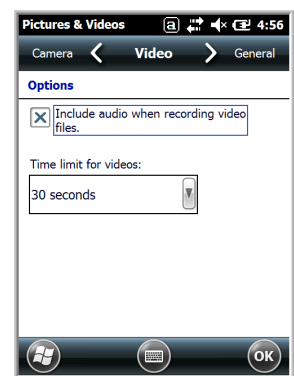 Pictures & Videos a 4:56
Camera Video General
Options
Include audio when recording video
files.
Time limit for videos:
30 seconds
OK